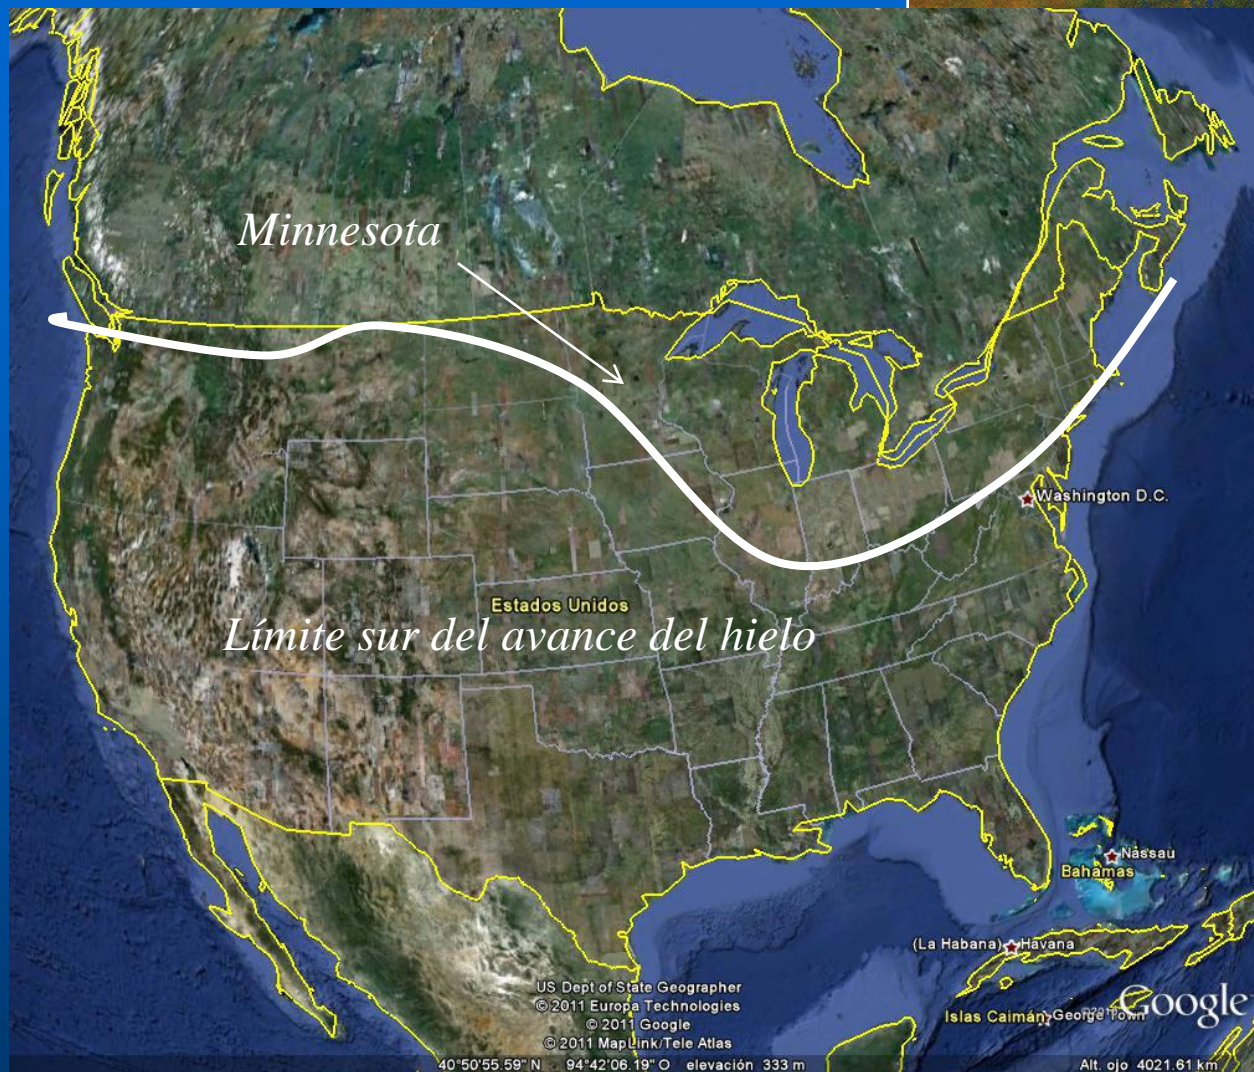 Minnesota
Washington D.C.
Estados Unidos
Límite sur del avance del hielo
Nassau
Bahamas
(La Habana) Havana
US Dept of State Geographer
© 2011 Europa Technologies
© 2011 Google
© 2011 MapLink/Tele Atlas
Islas Caimán George Town
Google
40°50'55.59" N 94°42'06.19" O elevación 333 m
Alt. ojo 4021.61 km